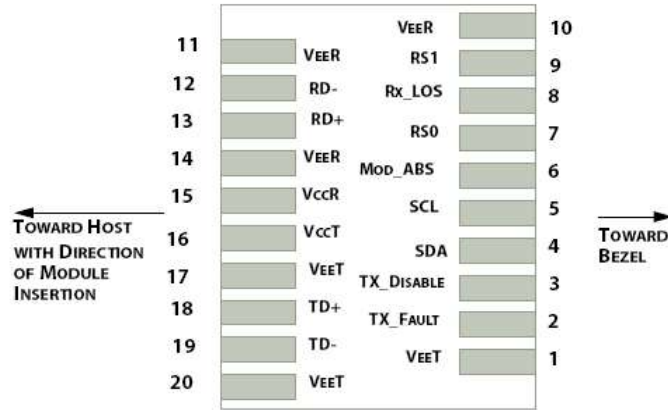 11 VEER
12 RD-
13 RD+
14 VEER
15 VCCR
16 VCCT
17 VEET
18 TD+
19 TD-
20 VEET
VEER 10
RS1 9
RX_LOS 8
RS0 7
MOD_ABS 6
SCL 5
SDA 4
TX_DISABLE 3
TX_FAULT 2
VEET 1
TOWARD HOST
WITH DIRECTION
OF MODULE
INSERTION
TOWARD
BEZEL